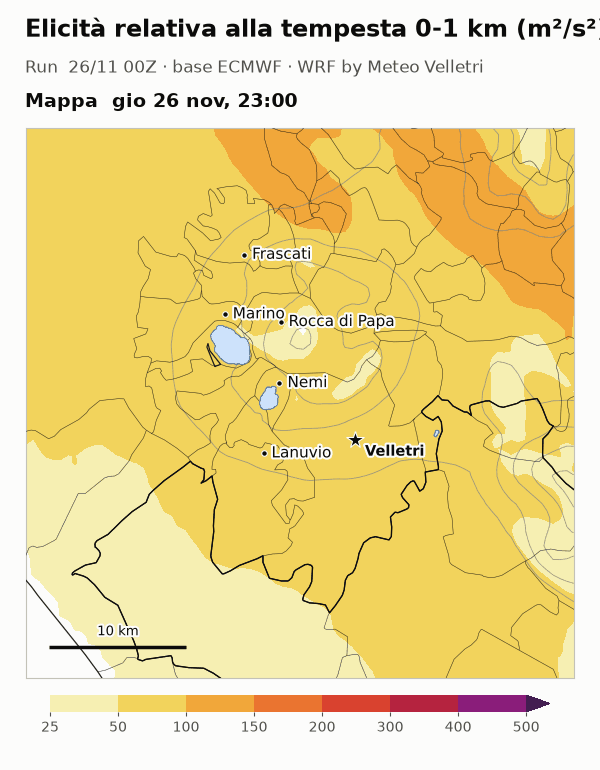 Elicità relativa alla tempesta 0-1 km (m²/s²)
Run  26/11 00Z · base ECMWF · WRF by Meteo Velletri
Mappa  gio 26 nov, 23:00
Frascati
Marino
Rocca di Papa
Nemi
Velletri
Lanuvio
10 km
25 50 100 150 200 300 400 500